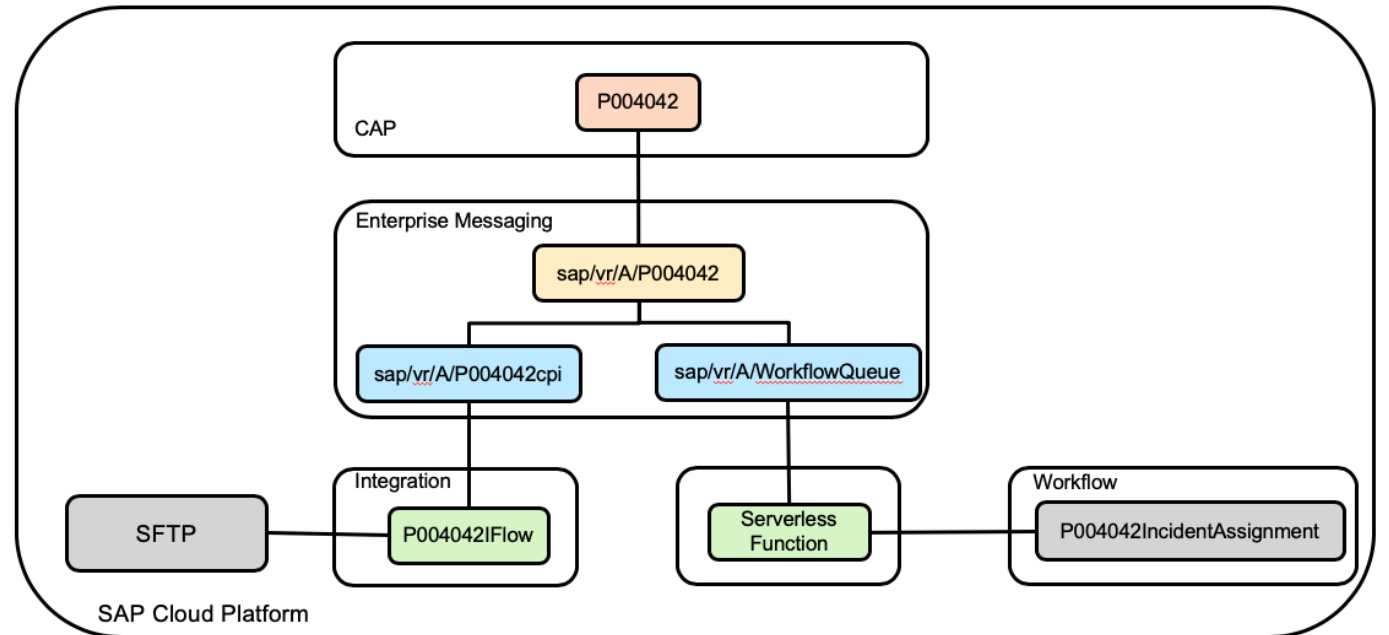 P004042
CAP
Enterprise Messaging
sap/vr/A/P004042
sap/vr/A/P004042cpi
sap/vr/A/WorkflowQueue
Integration
Workflow
SFTP
P004042IFlow
Serverless
Function
P004042IncidentAssignment
SAP Cloud Platform